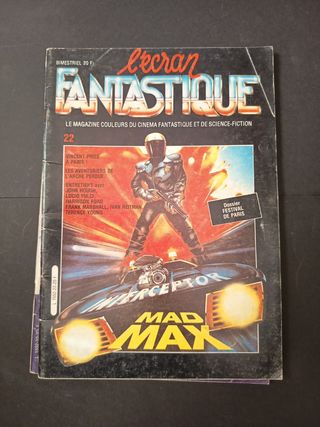 BIMESTRIEL 20 F
l'écran
FANTASTIQUE
LE MAGAZINE COULEURS DU CINEMA FANTASTIQUE ET DE SCIENCE-FICTION
22
VINCENT PRICE
A PARIS !
LES AVENTURIERS DE
L'ARCHE PERDUE
ENTRETIENS avec
JOHN HOUGH,
LUCIO FULCI
HARRISON FORD
FRANK MARSHALL, IVAN REITMAN
TERENCE YOUNG
Dossier
FESTIVAL
DE PARIS
INTERCEPTOR
MAD
MAX